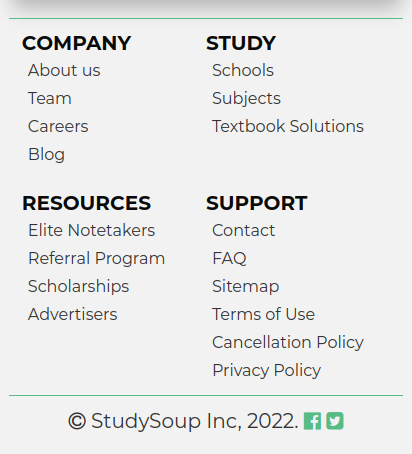 COMPANY
About us
Team
Careers
Blog
STUDY
Schools
Subjects
Textbook Solutions
RESOURCES
Elite Notetakers
Referral Program
Scholarships
Advertisers
SUPPORT
Contact
FAQ
Sitemap
Terms of Use
Cancellation Policy
Privacy Policy
© StudySoup Inc, 2022.